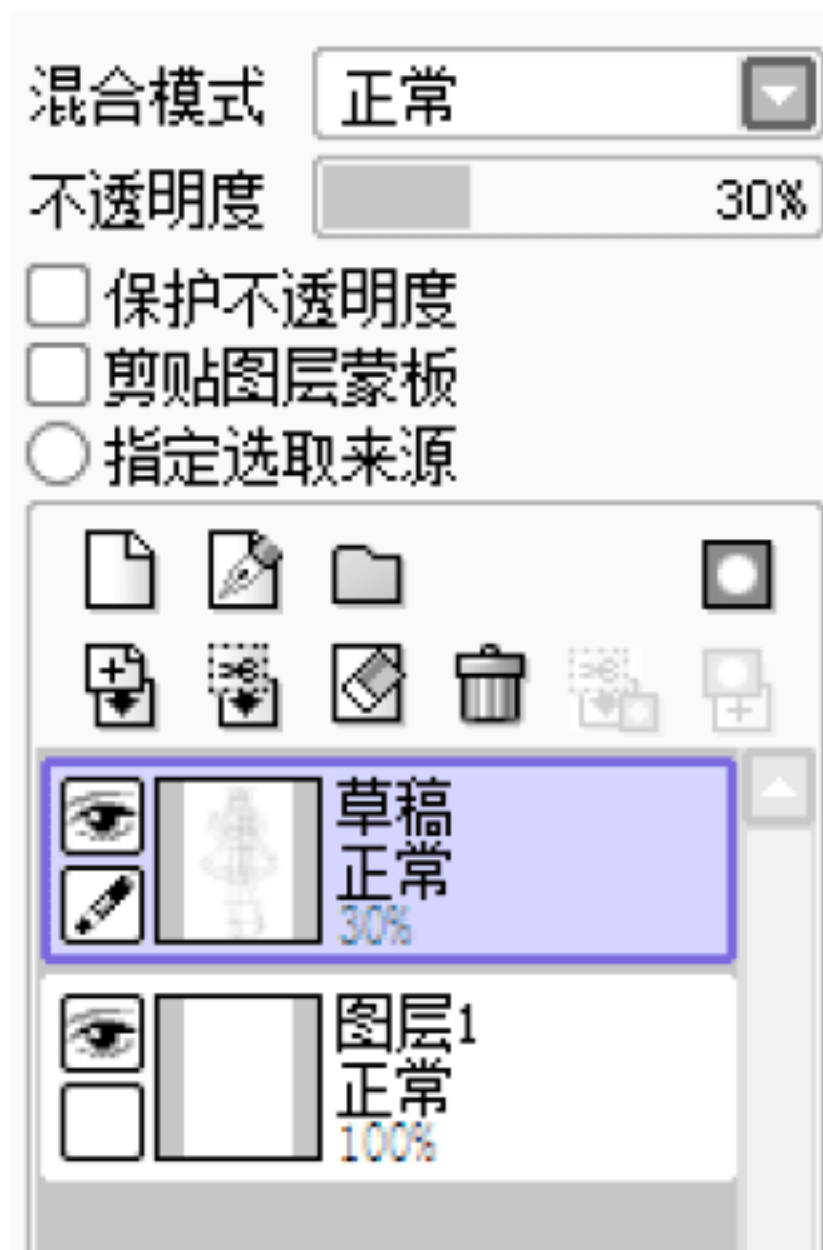 混合模式 正常
不透明度 30%
保护不透明度
剪贴图层蒙板
指定选取来源
草稿
正常
30%
图层1
正常
100%